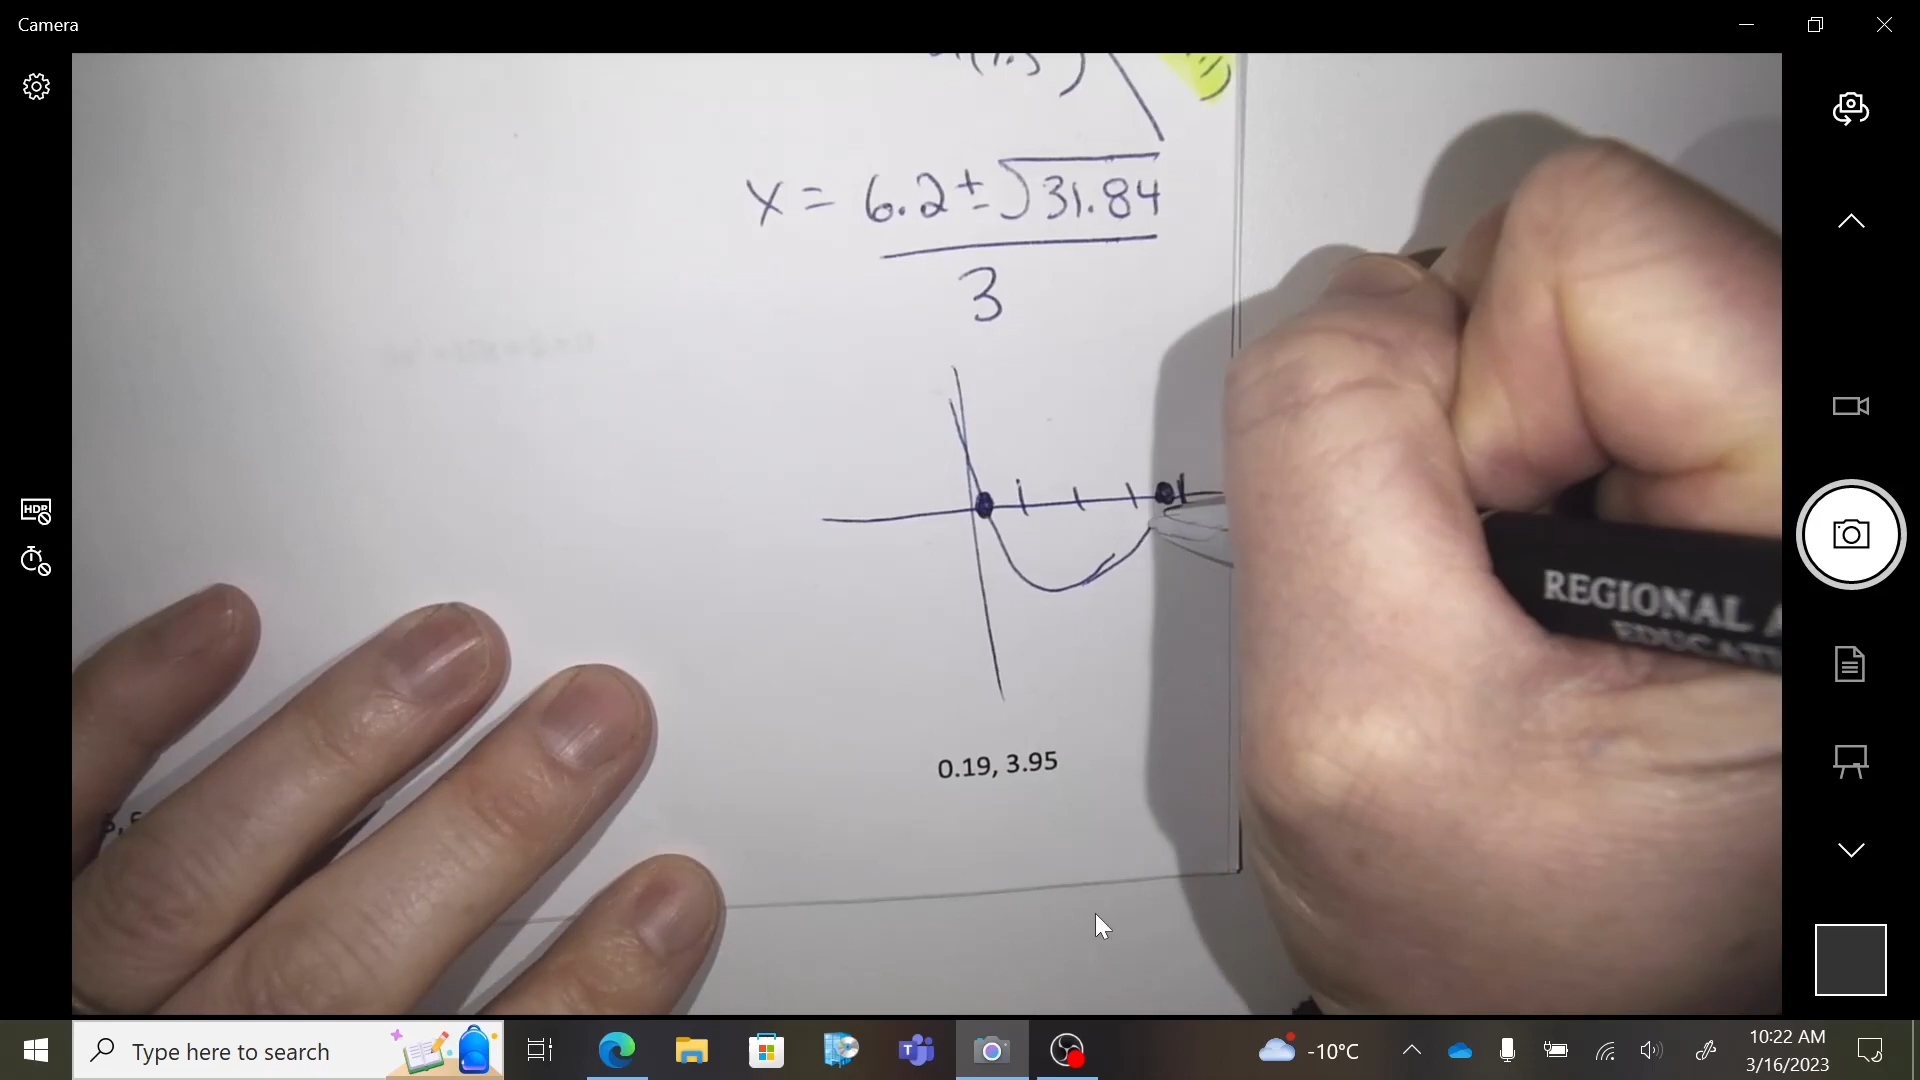 Camera
x = 6.2 ± √31.84
3
0.19, 3.95
REGIONAL
HDR
Type here to search
-10°C
10:22 AM
3/16/2023